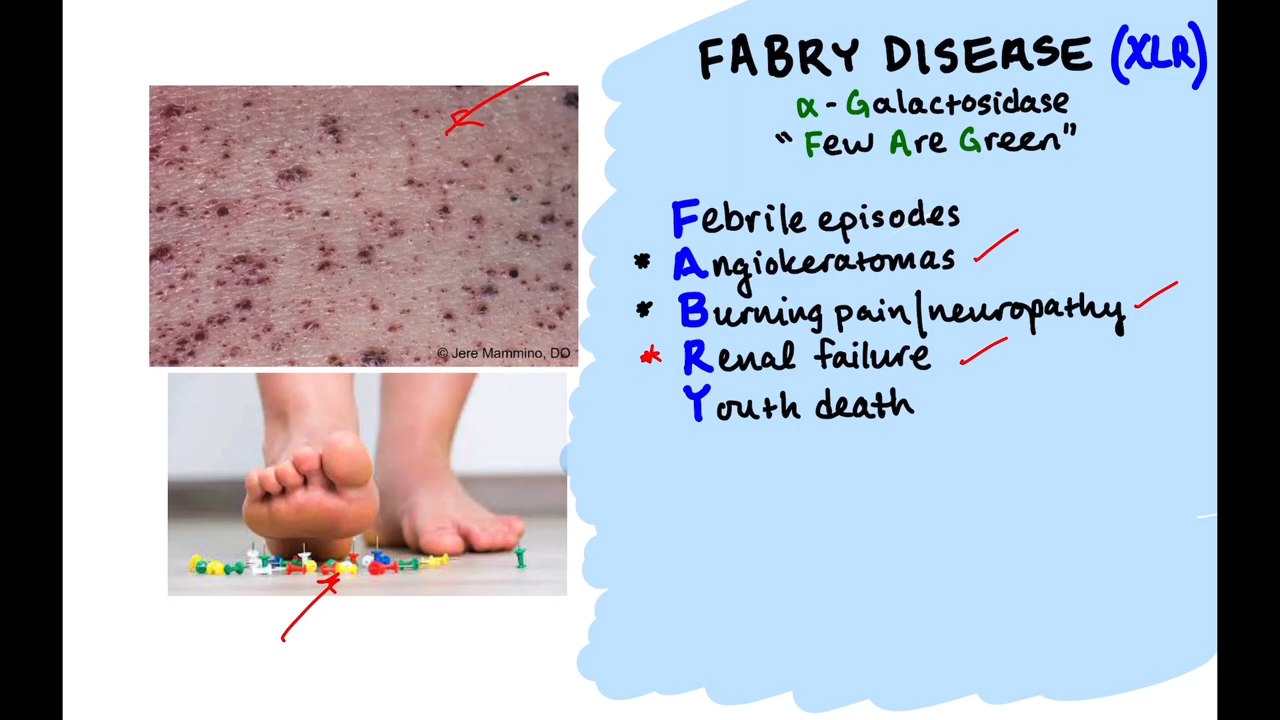 FABRY DISEASE (XLR)
α-Galactosidase
"Few Are Green"
Febrile episodes
* Angiokeratomas
* Burning pain/neuropathy
* Renal failure
Youth death
© Jere Mammino, DO